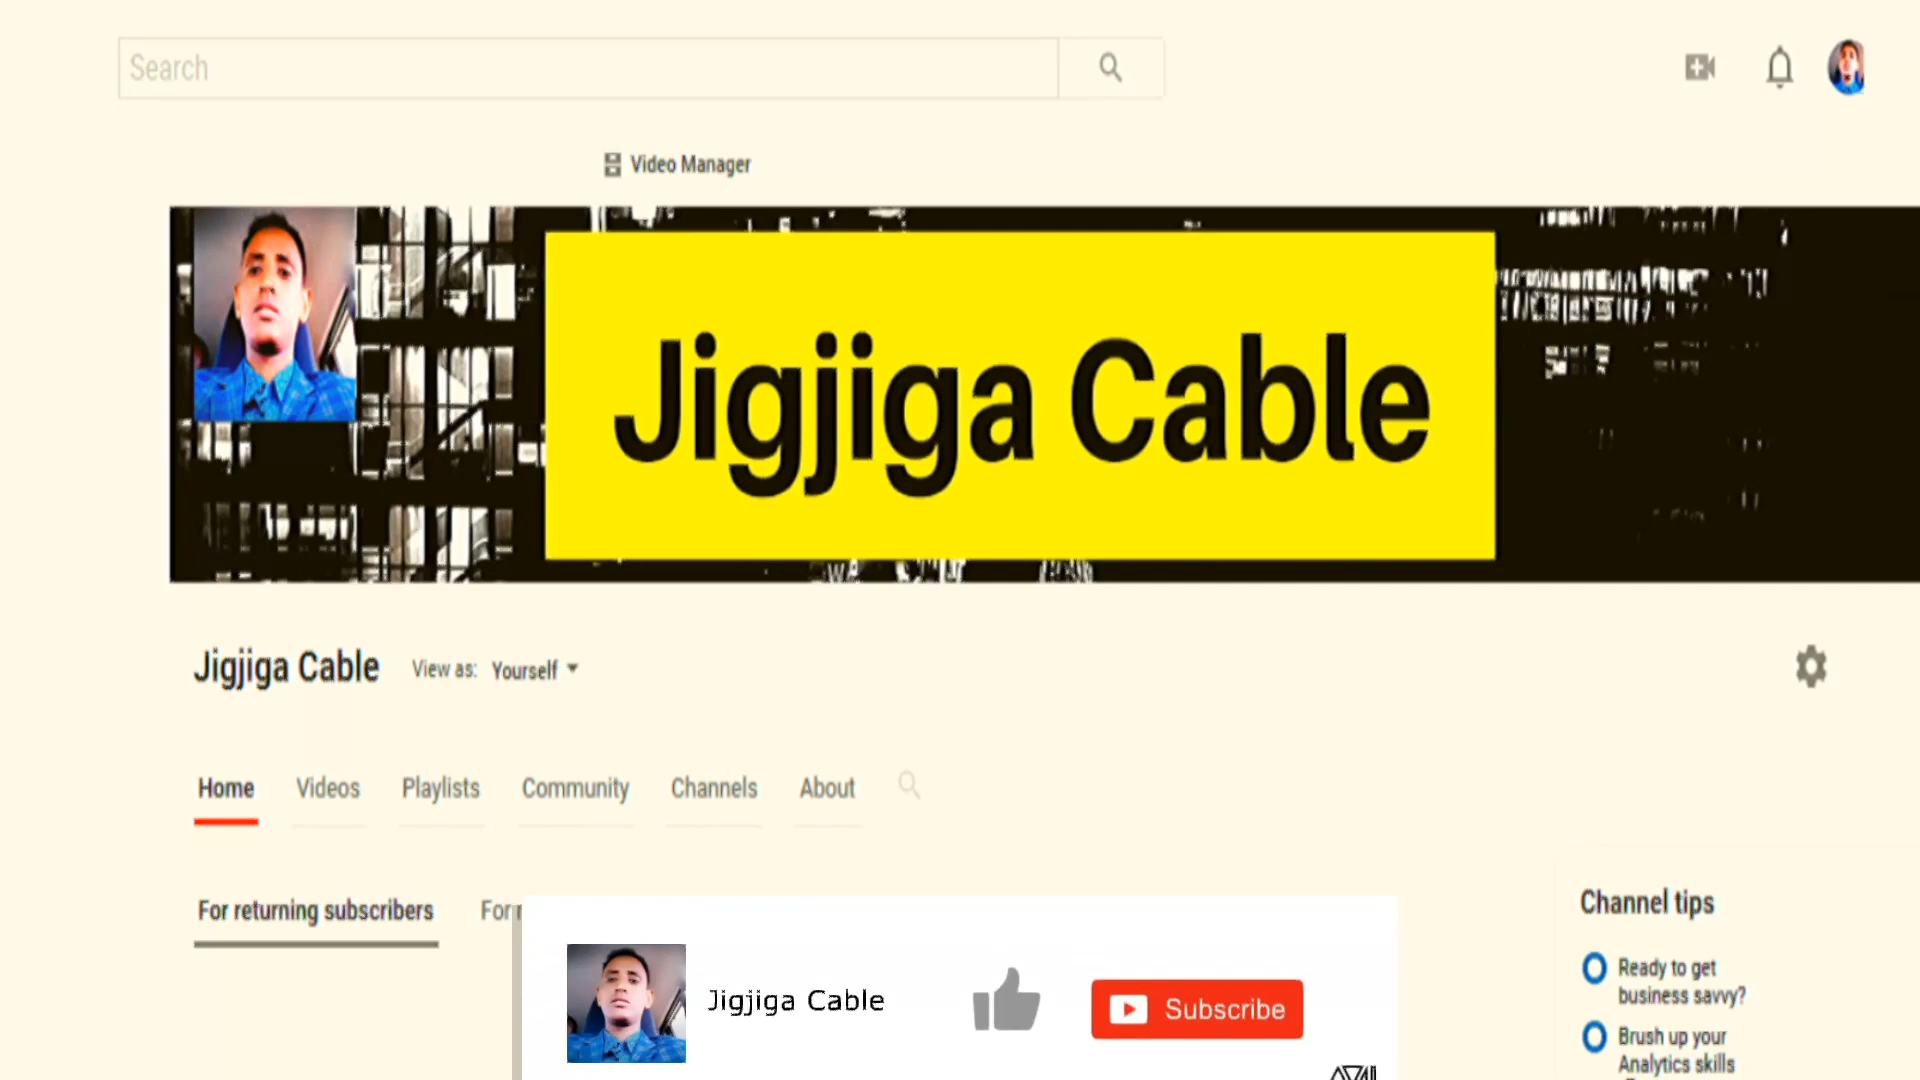 Search
Video Manager
Jigjiga Cable
Jigjiga Cable
View as: Yourself
Home Videos Playlists Community Channels About
For returning subscribers For
Channel tips
Ready to get
business savvy?
Brush up your
Analytics skills
Jigjiga Cable
Subscribe